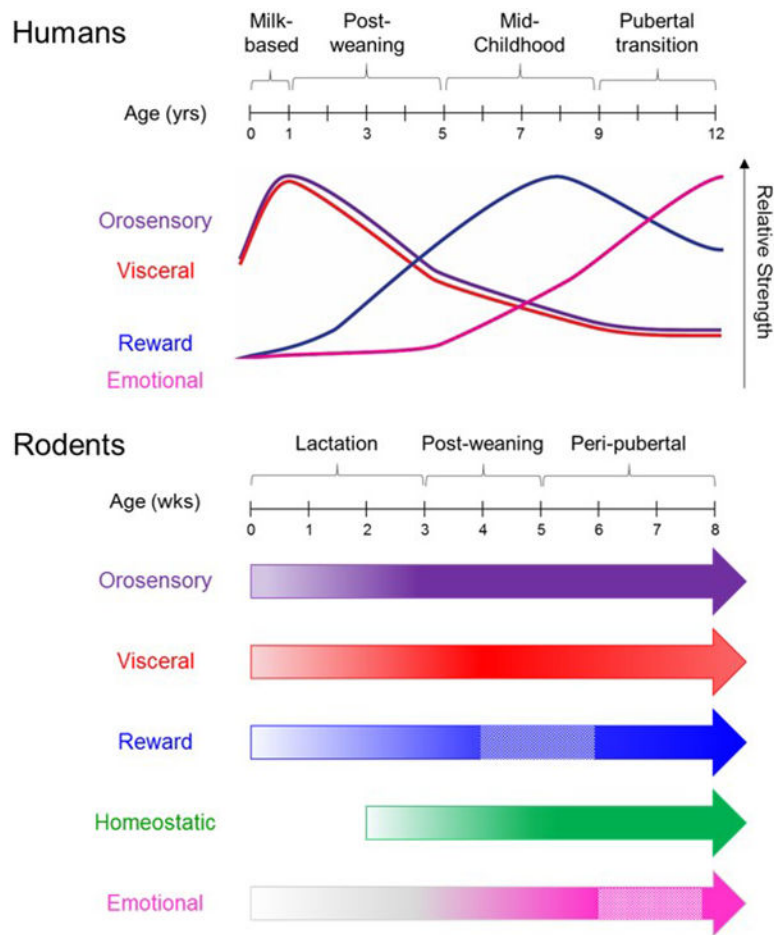 Humans
Milk-based
Post-weaning
Mid-Childhood
Pubertal transition
Age (yrs)
0 1 3 5 7 9 12
Orosensory
Visceral
Reward
Emotional
Relative Strength
Rodents
Lactation Post-weaning Peri-pubertal
Age (wks)
0 1 2 3 4 5 6 7 8
Orosensory
Visceral
Reward
Homeostatic
Emotional